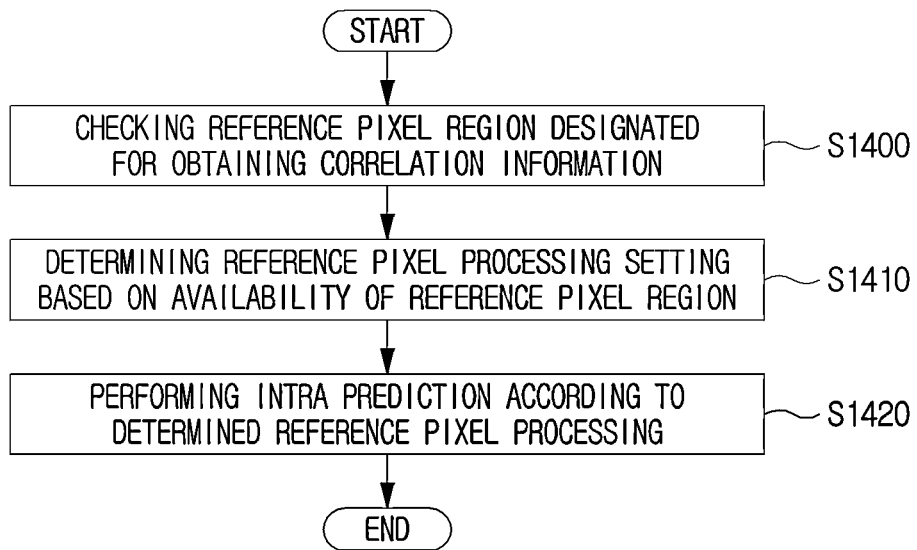 START
CHECKING REFERENCE PIXEL REGION DESIGNATED
FOR OBTAINING CORRELATION INFORMATION
S1400
DETERMINING REFERENCE PIXEL PROCESSING SETTING
BASED ON AVAILABILITY OF REFERENCE PIXEL REGION
S1410
PERFORMING INTRA PREDICTION ACCORDING TO
DETERMINED REFERENCE PIXEL PROCESSING
S1420
END